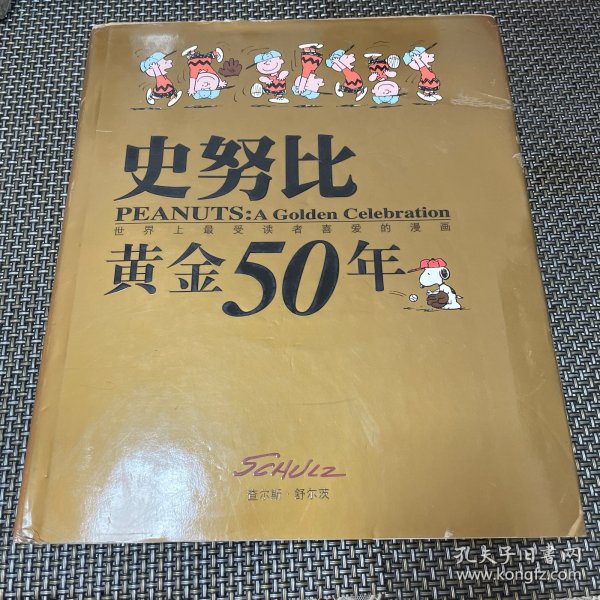 史努比
PEANUTS: A Golden Celebration
世界上最受读者喜爱的漫画
黄金50年
SCHULZ
查尔斯·舒尔茨
孔夫子旧书网
www.kongfz.com